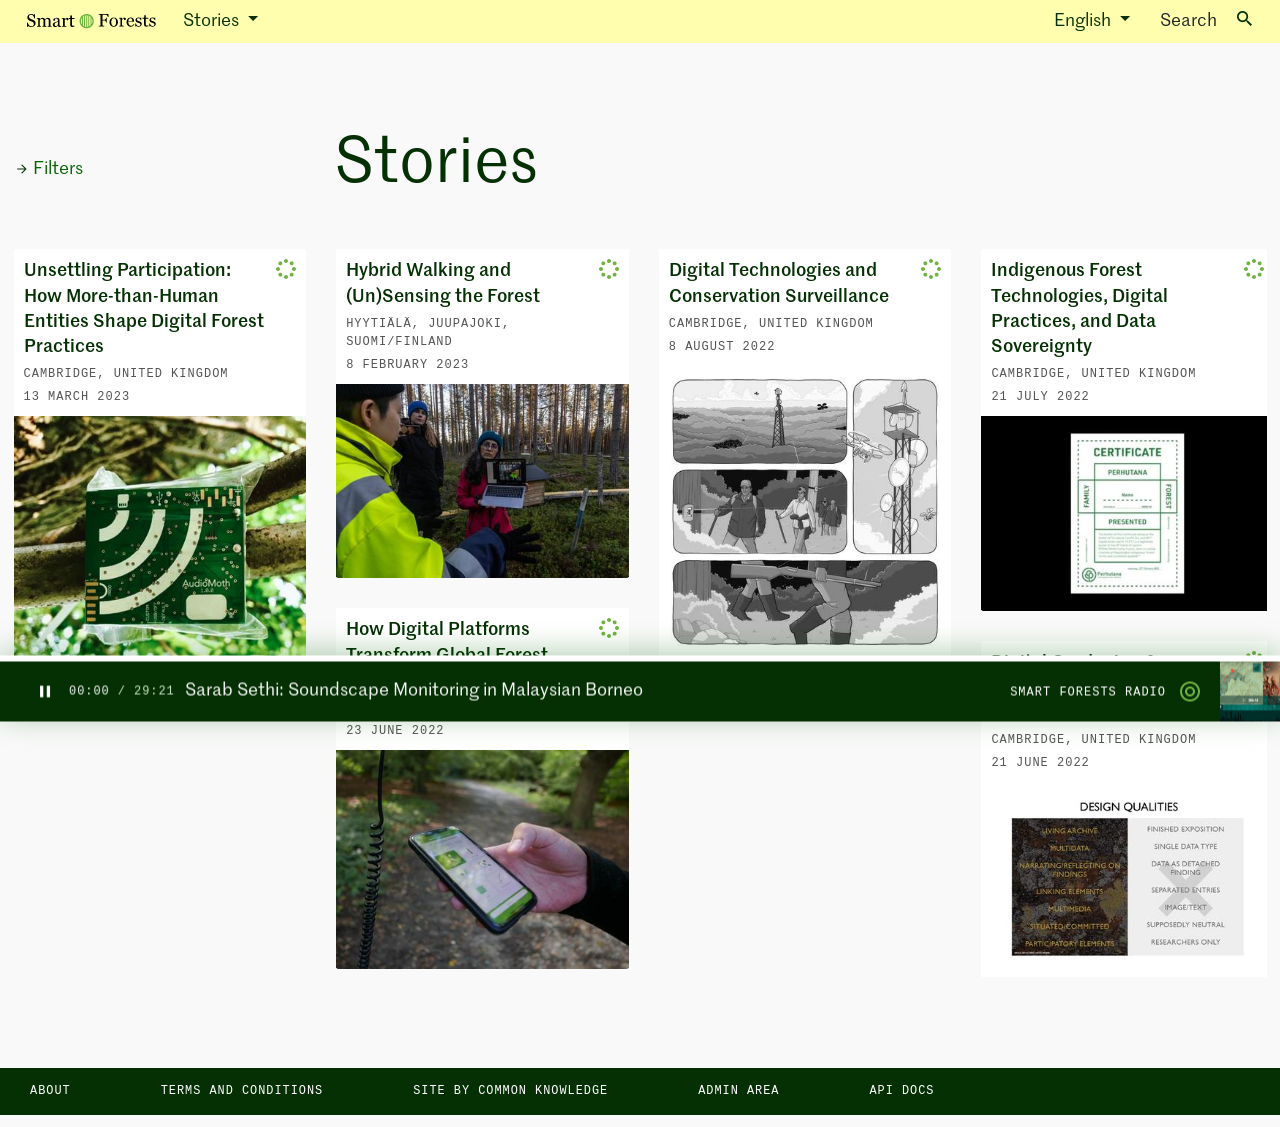 Smart Forests
Stories
English
Search
→ Filters
Stories
Unsettling Participation:
How More-than-Human
Entities Shape Digital Forest
Practices
CAMBRIDGE, UNITED KINGDOM
13 MARCH 2023
AudioMoth
1.0.0
Hybrid Walking and
(Un)Sensing the Forest
HYYTIÄLÄ, JUUPAJOKI,
SUOMI/FINLAND
8 FEBRUARY 2023
How Digital Platforms
Transform Global Forest
23 JUNE 2022
Digital Technologies and
Conservation Surveillance
CAMBRIDGE, UNITED KINGDOM
8 AUGUST 2022
Indigenous Forest
Technologies, Digital
Practices, and Data
Sovereignty
CAMBRIDGE, UNITED KINGDOM
21 JULY 2022
CERTIFICATE
PERHUTANA
FAMILY
Name
FOREST
PRESENTED
Perhutana
CAMBRIDGE, UNITED KINGDOM
21 JUNE 2022
DESIGN QUALITIES
LIVING ARCHIVE
MULTIDATA
NARRATING/REFLECTING ON
FINDINGS
LINKING ELEMENTS
MULTIMEDIA
SITUATED/COMMITTED
PARTICIPATORY ELEMENTS
FINISHED EXPOSITION
SINGLE DATA TYPE
DATA AS DETACHED
FINDING
SEPARATED ENTRIES
IMAGE/TEXT
SUPPOSEDLY NEUTRAL
RESEARCHERS ONLY
00:00 / 29:21
Sarab Sethi: Soundscape Monitoring in Malaysian Borneo
SMART FORESTS RADIO
ABOUT
TERMS AND CONDITIONS
SITE BY COMMON KNOWLEDGE
ADMIN AREA
API DOCS